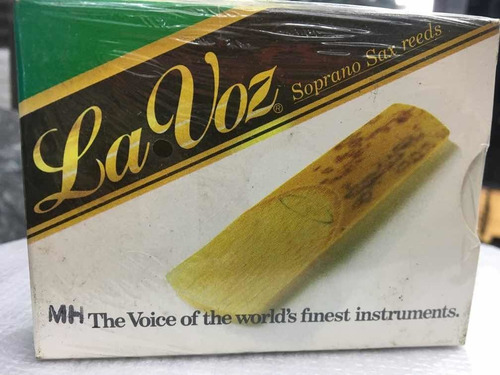 La Voz® Soprano Sax reeds
MH The Voice of the world's finest instruments.